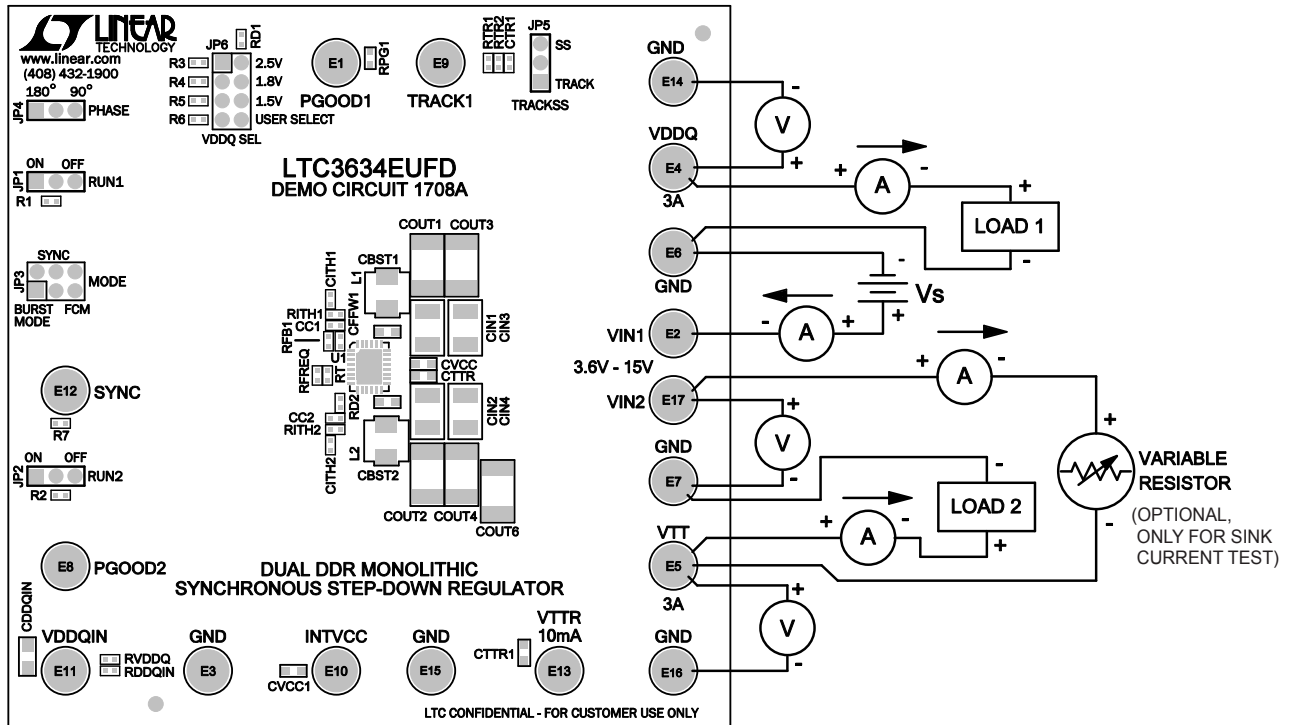 LINEAR
TECHNOLOGY
www.linear.com
(408) 432-1900
180° 90°
JP4
PHASE
ON OFF
JP1
RUN1
R1
SYNC
JP3
MODE
BURST
MODE
FCM
E12
SYNC
R7
ON OFF
JP2
RUN2
R2
E8
PGOOD2
CDDQIN
VDDQIN
E11
RVDDQ
RDDQIN
GND
E3
INTVCC
E10
CVCC1
GND
E15
VTTR
10mA
CTTR1
E13
LTC CONFIDENTIAL - FOR CUSTOMER USE ONLY
JP6
RD1
R3
2.5V
R4
1.8V
R5
1.5V
R6
USER SELECT
VDDQ SEL
E1
RPG1
PGOOD1
E9
TRACK1
RTR1
RTR2
CTR1
JP5
SS
TRACK
TRACKSS
LTC3634EUFD
DEMO CIRCUIT 1708A
COUT1 COUT3
CBST1
L1
CITH1
CFFW1
RITH1
CC1
RFB1
U1
CIN1
CIN3
RFREQ
RT
CVCC
CTTR
RD2
CIN2
CIN4
CC2
RITH2
CITH2
L2
CBST2
COUT2 COUT4
COUT6
DUAL DDR MONOLITHIC
SYNCHRONOUS STEP-DOWN REGULATOR
GND
E14
-
V
+
VDDQ
E4
3A
+ A -
+
LOAD 1
-
E6
GND
-
Vs
+
VIN1
E2
- A +
3.6V - 15V
VIN2
E17
+ A -
+
V
-
GND
E7
-
LOAD 2
+
+ A -
VTT
E5
3A
+
V
-
GND
E16
+
VARIABLE
RESISTOR
-
(OPTIONAL,
ONLY FOR SINK
CURRENT TEST)